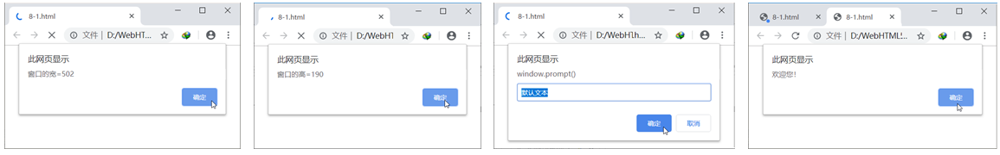 8-1.html
文件 | D:/WebHT...
此网页显示
窗口的宽=502
确定
8-1.html
文件 | D:/WebHT
此网页显示
窗口的高=190
确定
8-1.html
文件 | D:/WebH
此网页显示
window.prompt()
默认文本
确定
取消
8-1.html
8-1.html
文件 | D:/WebHTML5
此网页显示
欢迎您!
确定